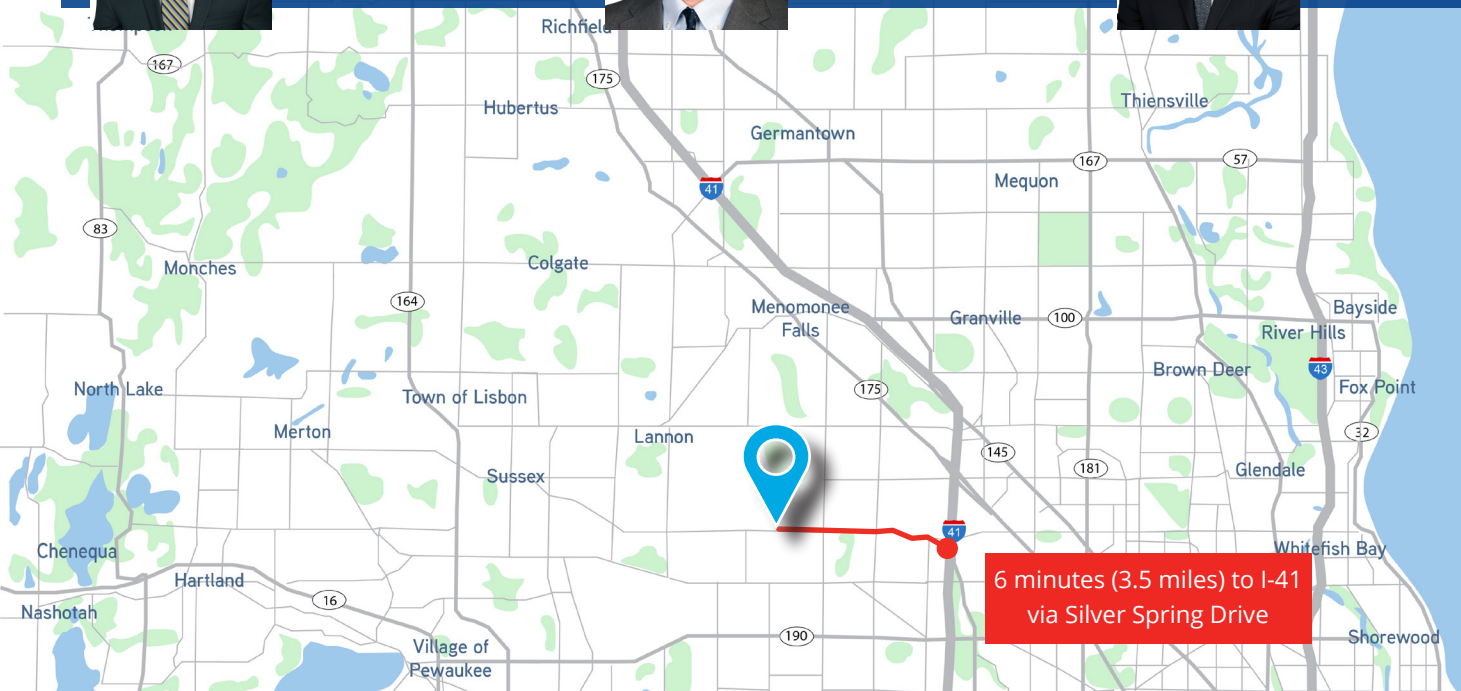 Thompson
Richfield
167
175
Hubertus
Thiensville
Germantown
167
57
Mequon
41
83
Monches
Colgate
164
Menomonee
Falls
Granville
100
Bayside
River Hills
43
Brown Deer
Fox Point
North Lake
175
Town of Lisbon
Merton
Lannon
32
145
181
Glendale
Sussex
41
Chenequa
Whitefish Bay
6 minutes (3.5 miles) to I-41
via Silver Spring Drive
Hartland
16
Nashotah
190
Shorewood
Village of
Pewaukee